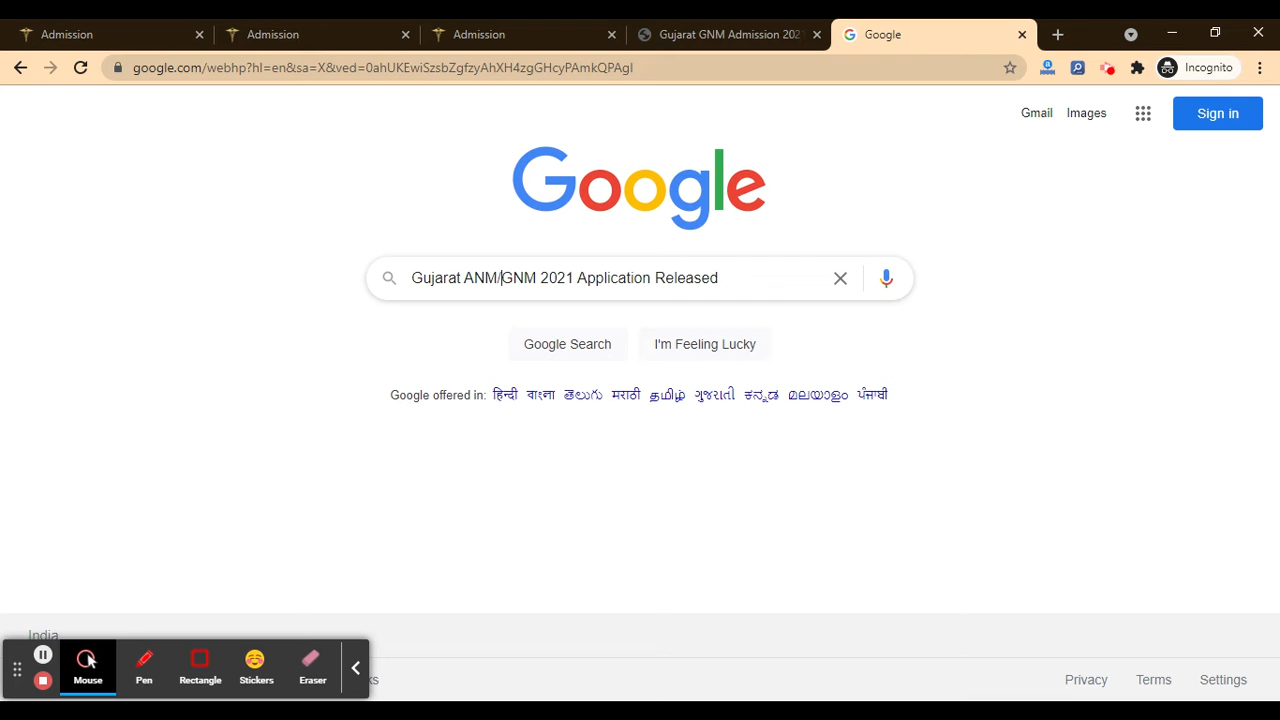 Admission
Admission
Admission
Gujarat GNM Admission 2021
Google
google.com/webhp?hl=en&sa=X&ved=0ahUKEwiSzsbZgfzyAhXH4zgGHcyPAmkQPAgI
Incognito
Gmail Images
Sign in
Google
Gujarat ANM/GNM 2021 Application Released
Google Search
I'm Feeling Lucky
Google offered in: हिन्दी বাংলা తెలుగు मराठी தமிழ் ગુજરાતી ಕನ್ನಡ മലയാളം ਪੰਜਾਬੀ
India
Mouse
Pen
Rectangle
Stickers
Eraser
Privacy
Terms
Settings